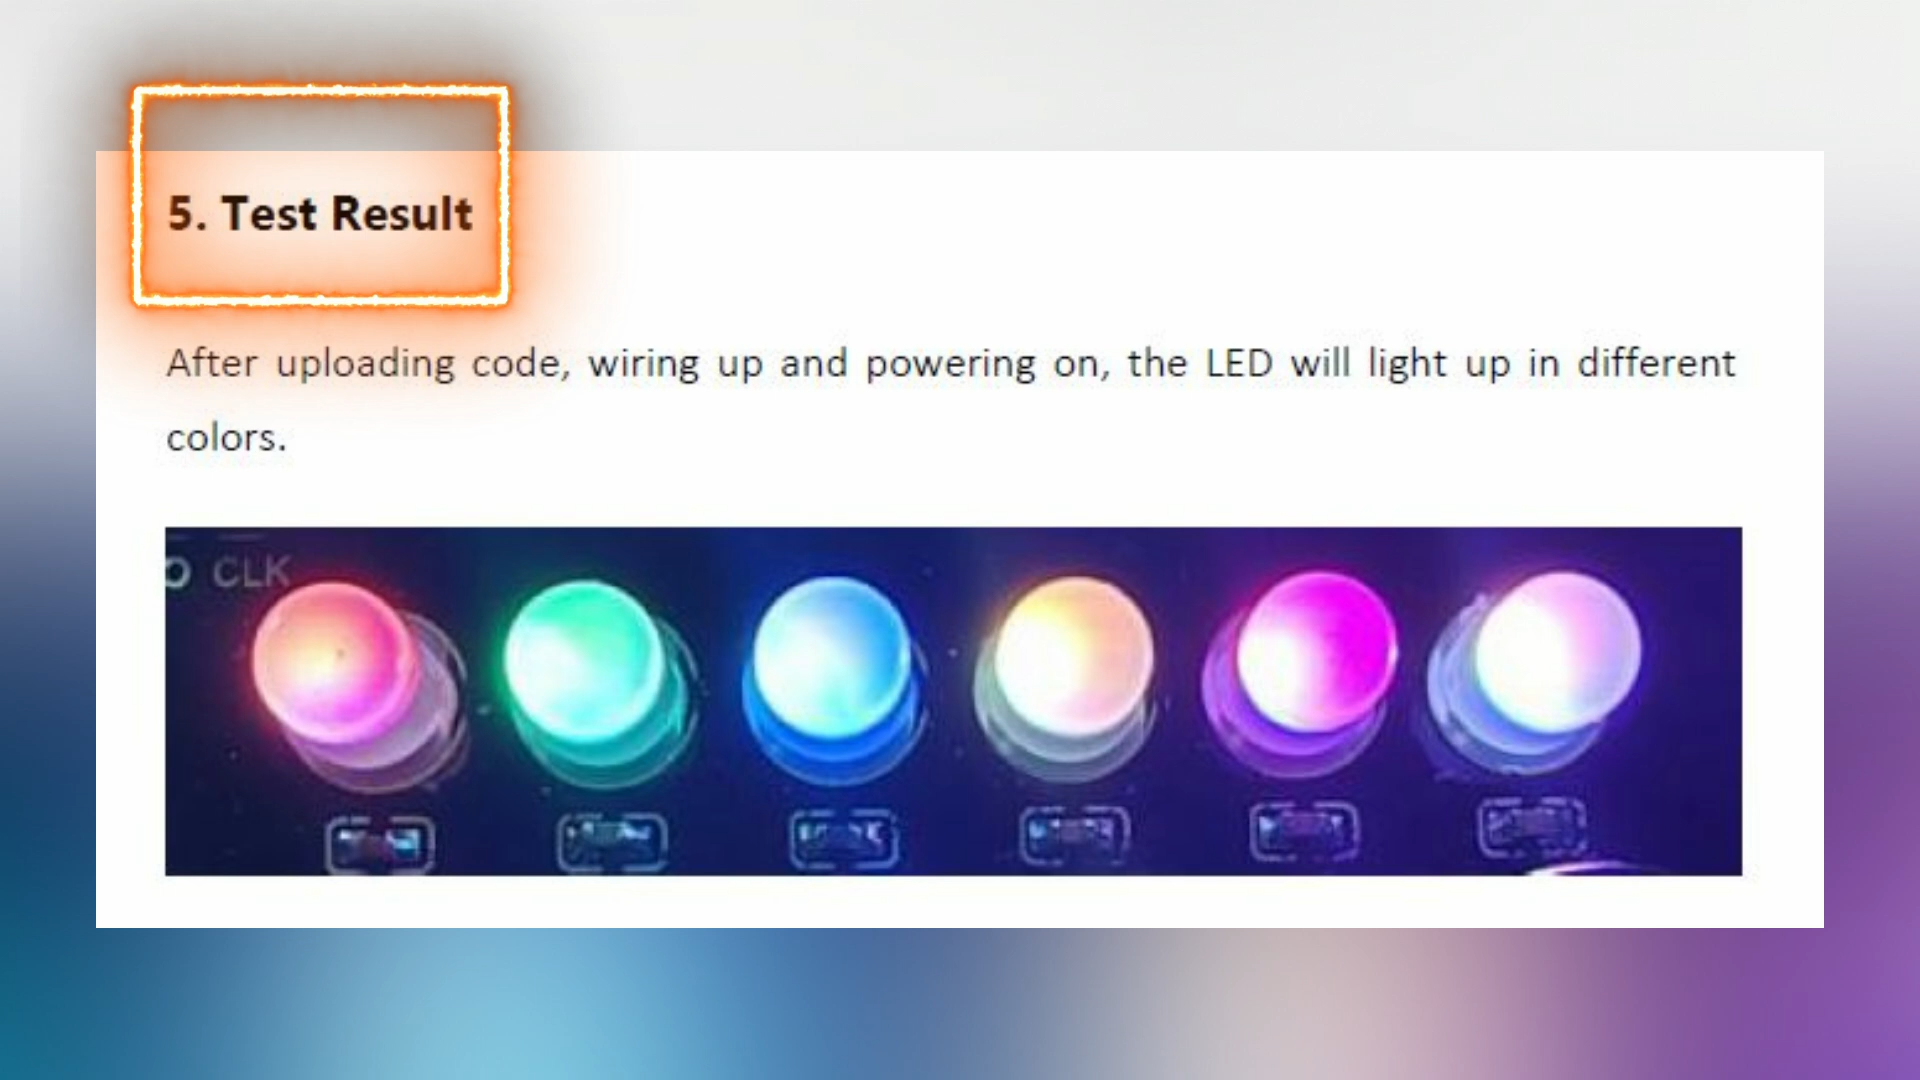 5. Test Result
After uploading code, wiring up and powering on, the LED will light up in different
colors.
CLK